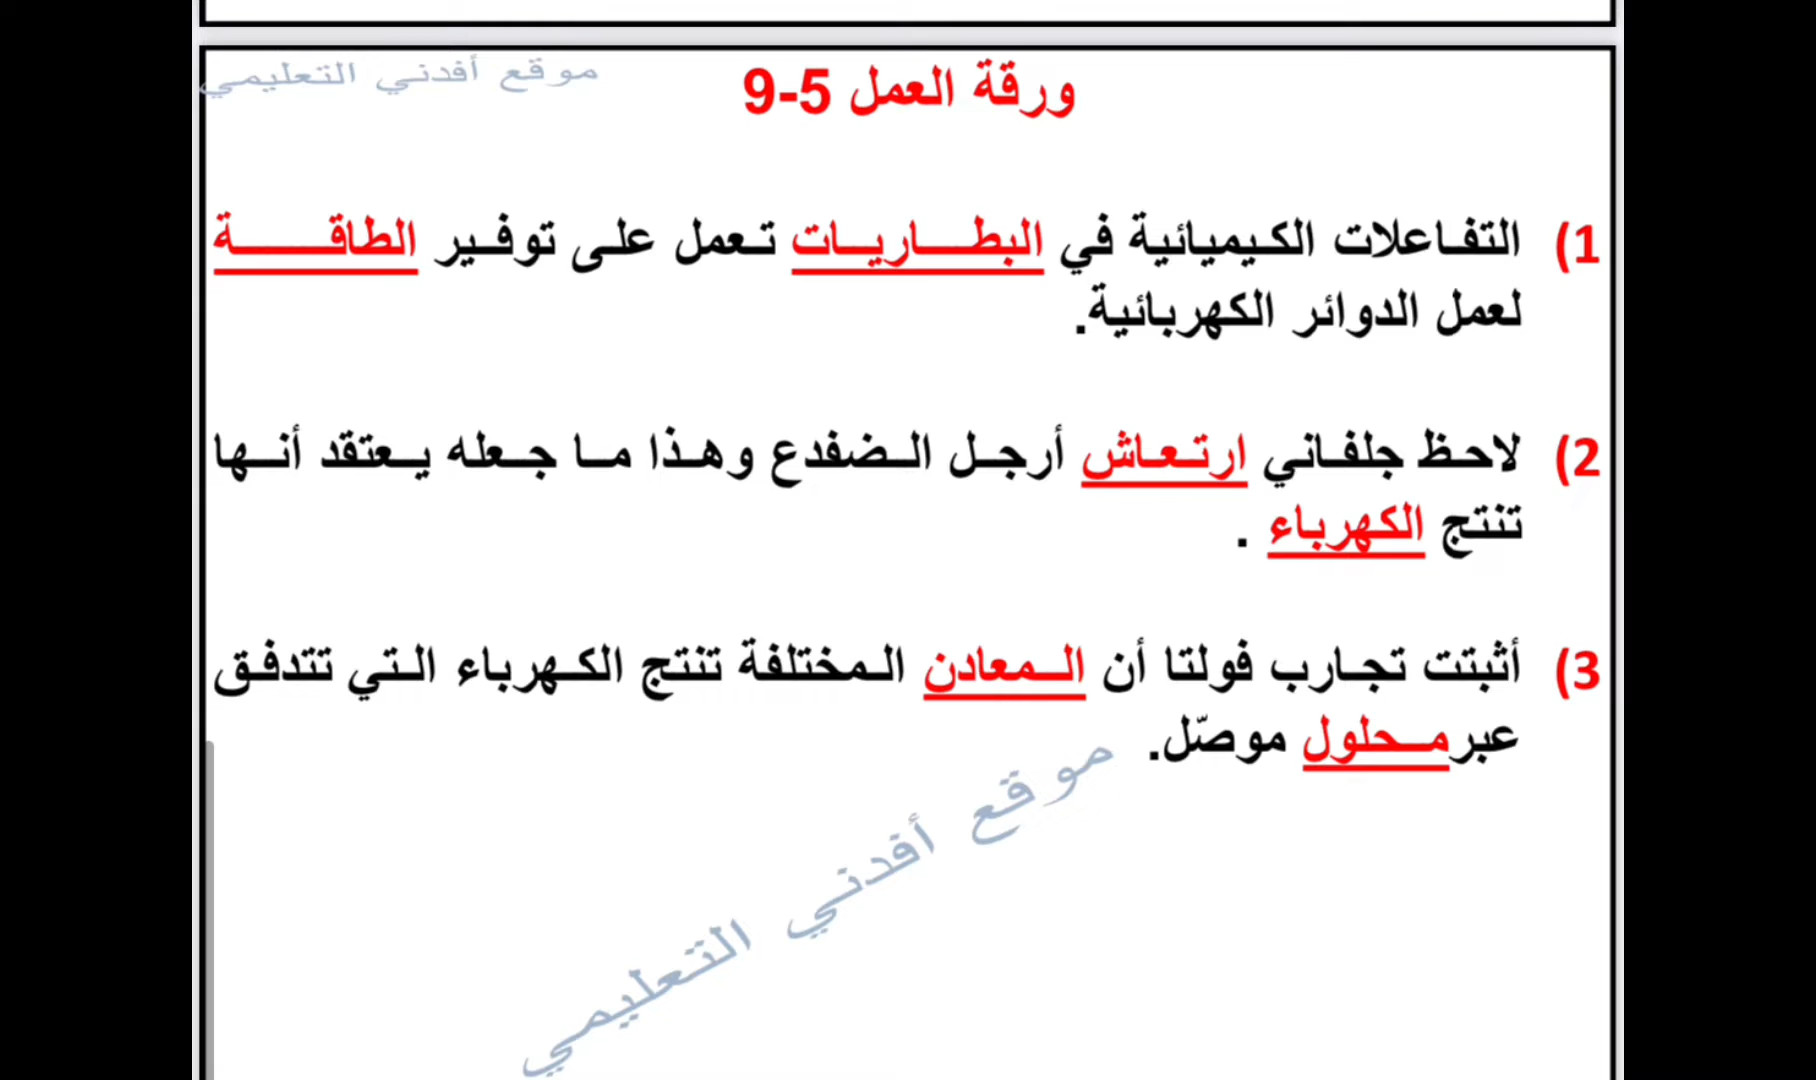 موقع أفدني التعليمي
ورقة العمل 5-9
1) التفاعلات الكيميائية في البطاريات تعمل على توفير الطاقة
لعمل الدوائر الكهربائية.
2) لاحظ جلفاني ارتعاش أرجل الضفدع وهذا ما جعله يعتقد أنها
تنتج الكهرباء .
3) أثبتت تجارب فولتا أن المعادن المختلفة تنتج الكهرباء التي تتدفق
عبرمحلول موصّل.
موقع أفدني التعليمي